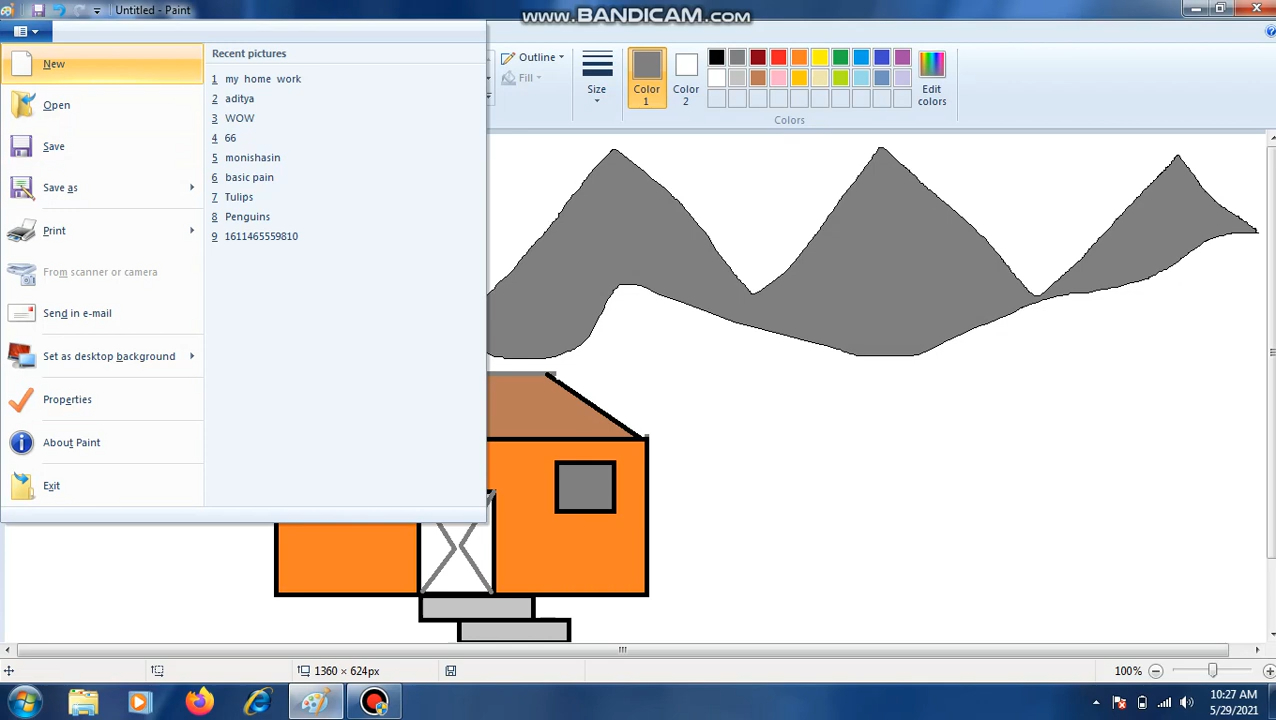 Untitled - Paint
www.BANDICAM.com
New
Open
Save
Save as
Print
From scanner or camera
Send in e-mail
Set as desktop background
Properties
About Paint
Exit
Recent pictures
1 my home work
2 aditya
3 WOW
4 66
5 monishasin
6 basic pain
7 Tulips
8 Penguins
9 1611465559810
Outline
Fill
Size
Color 1
Color 2
Edit colors
Colors
1360 × 624px
100%
10:27 AM
5/29/2021